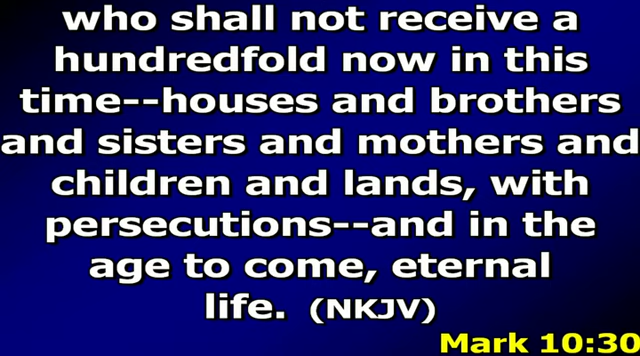 who shall not receive a
hundredfold now in this
time--houses and brothers
and sisters and mothers and
children and lands, with
persecutions--and in the
age to come, eternal
life. (NKJV)
Mark 10:30